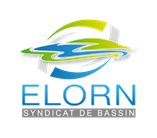 ELORN
SYNDICAT DE BASSIN